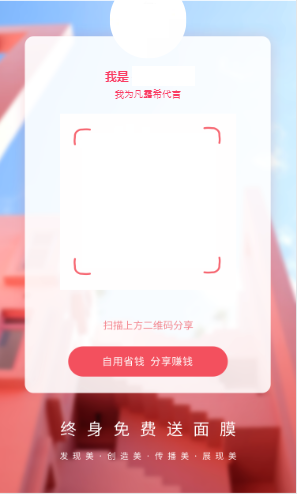 我是
我为凡露希代言
扫描上方二维码分享
自用省钱 分享赚钱
终身免费送面膜
发现美·创造美·传播美·展现美